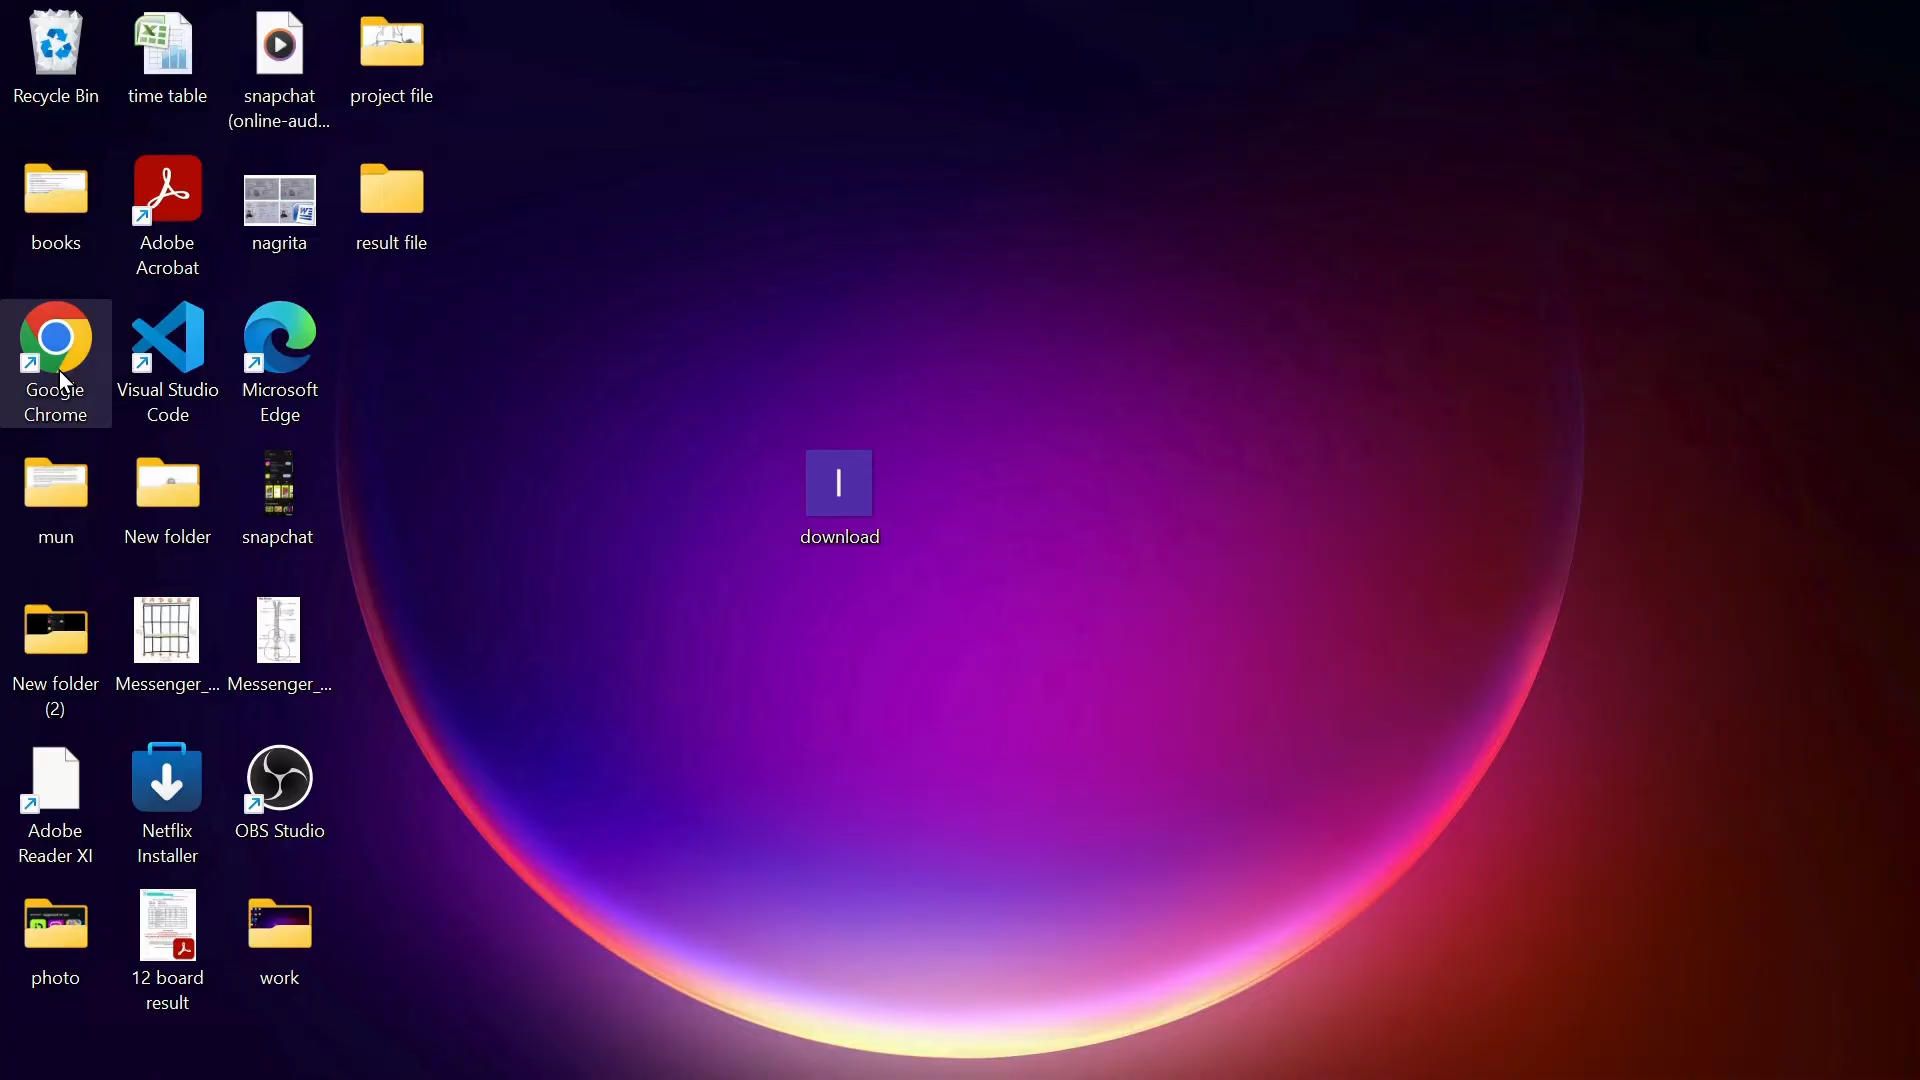 Recycle Bin
time table
snapchat
(online-aud...
project file
books
Adobe
Acrobat
nagrita
result file
Google
Chrome
Visual Studio
Code
Microsoft
Edge
mun
New folder
snapchat
download
New folder
(2)
Messenger_...
Messenger_...
Adobe
Reader XI
Netflix
Installer
OBS Studio
photo
12 board
result
work